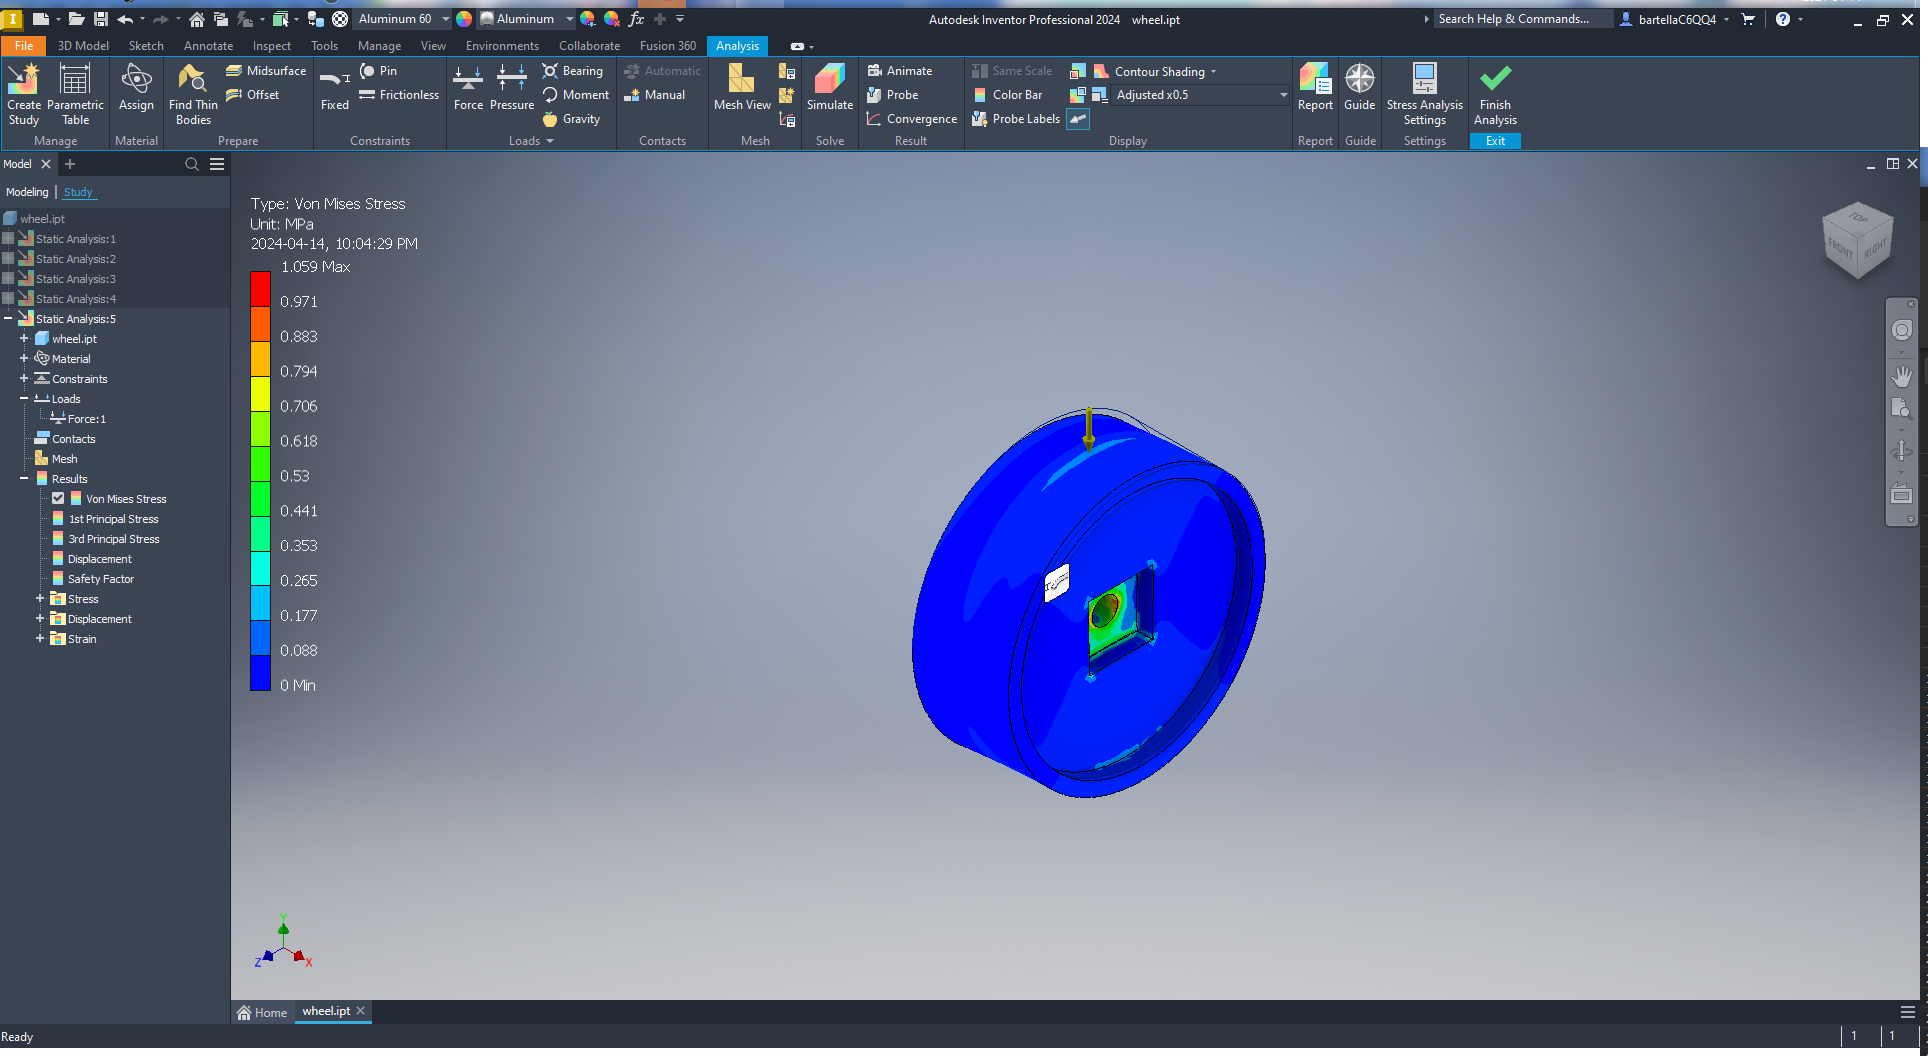 Aluminum 60
Aluminum
fx
Autodesk Inventor Professional 2024 wheel.ipt
Search Help & Commands...
bartellaC6QQ4
File 3D Model Sketch Annotate Inspect Tools Manage View Environments Collaborate Fusion 360 Analysis
Create Study
Parametric Table
Manage
Assign
Material
Find Thin Bodies
Midsurface
Offset
Prepare
Fixed
Pin
Frictionless
Constraints
Force
Pressure
Bearing
Moment
Gravity
Loads
Automatic
Manual
Contacts
Mesh View
Mesh
Simulate
Solve
Animate
Probe
Convergence
Result
Same Scale
Color Bar
Probe Labels
Contour Shading
Adjusted x0.5
Display
Report
Report
Guide
Guide
Stress Analysis Settings
Settings
Finish Analysis
Exit
Model
Modeling | Study
wheel.ipt
Static Analysis:1
Static Analysis:2
Static Analysis:3
Static Analysis:4
Static Analysis:5
wheel.ipt
Material
Constraints
Loads
Force:1
Contacts
Mesh
Results
Von Mises Stress
1st Principal Stress
3rd Principal Stress
Displacement
Safety Factor
Stress
Displacement
Strain
Type: Von Mises Stress
Unit: MPa
2024-04-14, 10:04:29 PM
1.059 Max
0.971
0.883
0.794
0.706
0.618
0.53
0.441
0.353
0.265
0.177
0.088
0 Min
TOP
FRONT
RIGHT
Y
Z
X
Home
wheel.ipt
Ready
1
1